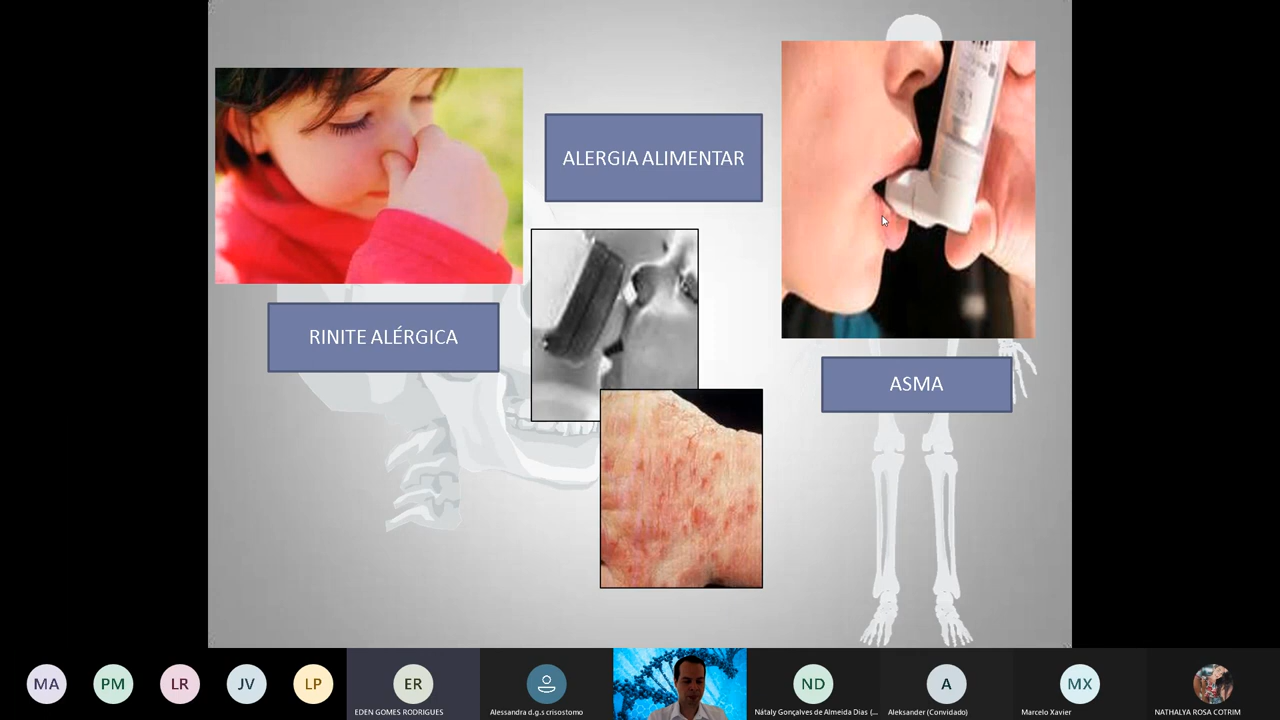 ALERGIA ALIMENTAR
RINITE ALÉRGICA
ASMA
MA
PM
LR
JV
LP
ER
EDEN GOMES RODRIGUES
Alessandra d.g.s crisostomo
ND
Nátaly Gonçalves de Almeida Dias (...
A
Aleksander (Convidado)
MX
Marcelo Xavier
NATHALYA ROSA COTRIM